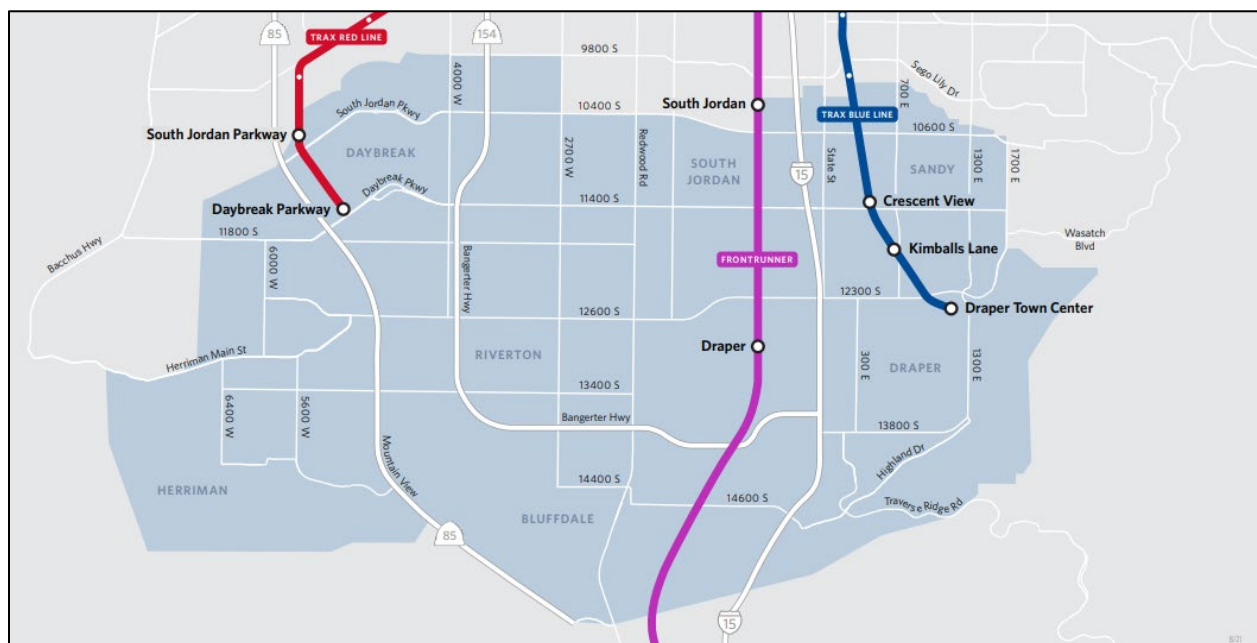 85
TRAX RED LINE
154
9800 S
4000 W
Sego Lily Dr
700 E
South Jordan Pkwy
10400 S
South Jordan
TRAX BLUE LINE
10600 S
South Jordan Parkway
DAYBREAK
2700 W
Redwood Rd
SOUTH
JORDAN
15
State St
SANDY
1300 E
1700 E
Daybreak Pkwy
Daybreak Parkway
11400 S
Crescent View
11800 S
Bacchus Hwy
6000 W
Bangerter Hwy
Kimballs Lane
Wasatch
Blvd
FRONTRUNNER
12300 S
12600 S
Draper Town Center
Herriman Main St
RIVERTON
Draper
300 E
DRAPER
1300 E
13400 S
6400 W
5600 W
Bangerter Hwy
13800 S
Mountain View
Highland Dr
HERRIMAN
14400 S
14600 S
Traverse Ridge Rd
BLUFFDALE
85
15
8/21